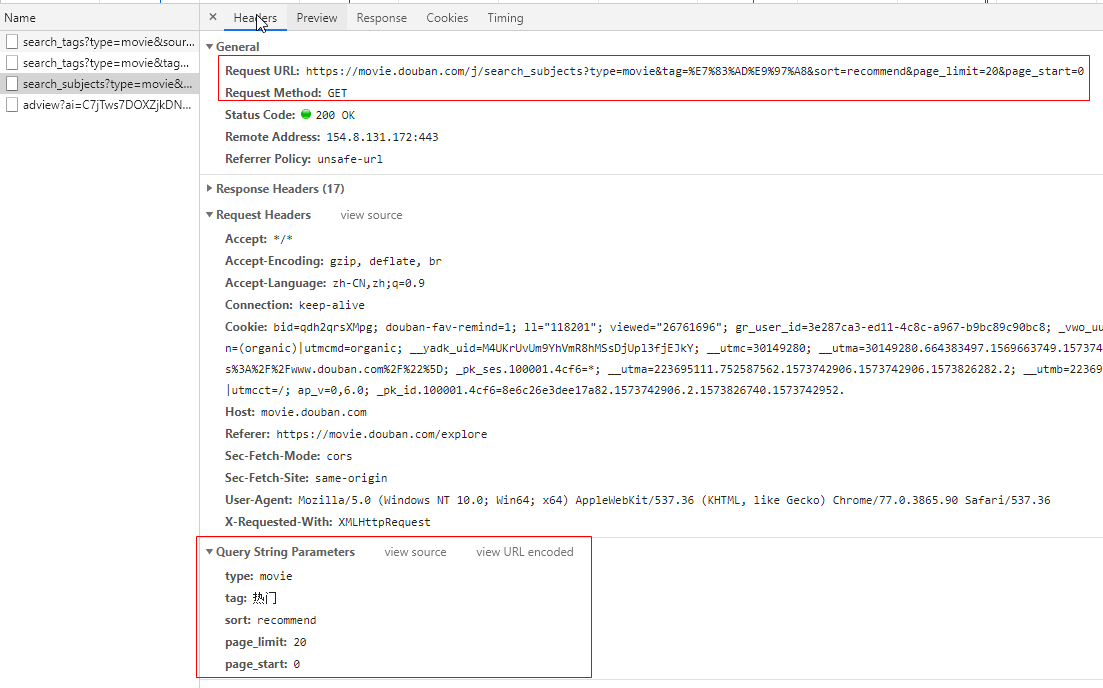 Name
Headers Preview Response Cookies Timing
search_tags?type=movie&sour...
search_tags?type=movie&tag...
search_subjects?type=movie&...
adview?ai=C7jTws7DOXZjkDN...
General
Request URL: https://movie.douban.com/j/search_subjects?type=movie&tag=%E7%83%AD%E9%97%A8&sort=recommend&page_limit=20&page_start=0
Request Method: GET
Status Code: 200 OK
Remote Address: 154.8.131.172:443
Referrer Policy: unsafe-url
Response Headers (17)
Request Headers view source
Accept: */*
Accept-Encoding: gzip, deflate, br
Accept-Language: zh-CN,zh;q=0.9
Connection: keep-alive
Cookie: bid=qdh2qrsXMpg; douban-fav-remind=1; ll="118201"; viewed="26761696"; gr_user_id=3e287ca3-ed11-4c8c-a967-b9bc89c90bc8; _vwo_uu
n=(organic)|utmcmd=organic; __yadk_uid=M4UKrUvUm9YhVmR8hMSsDjUpl3fjEJkY; __utmc=30149280; __utma=30149280.664383497.1569663749.157374
s%3A%2F%2Fwww.douban.com%2F%22%5D; _pk_ses.100001.4cf6=*; __utma=223695111.752587562.1573742906.1573742906.1573826282.2; __utmb=22369
|utmcct=/; ap_v=0,6.0; _pk_id.100001.4cf6=8e6c26e3dee17a82.1573742906.2.1573826740.1573742952.
Host: movie.douban.com
Referer: https://movie.douban.com/explore
Sec-Fetch-Mode: cors
Sec-Fetch-Site: same-origin
User-Agent: Mozilla/5.0 (Windows NT 10.0; Win64; x64) AppleWebKit/537.36 (KHTML, like Gecko) Chrome/77.0.3865.90 Safari/537.36
X-Requested-With: XMLHttpRequest
Query String Parameters view source view URL encoded
type: movie
tag: 热门
sort: recommend
page_limit: 20
page_start: 0